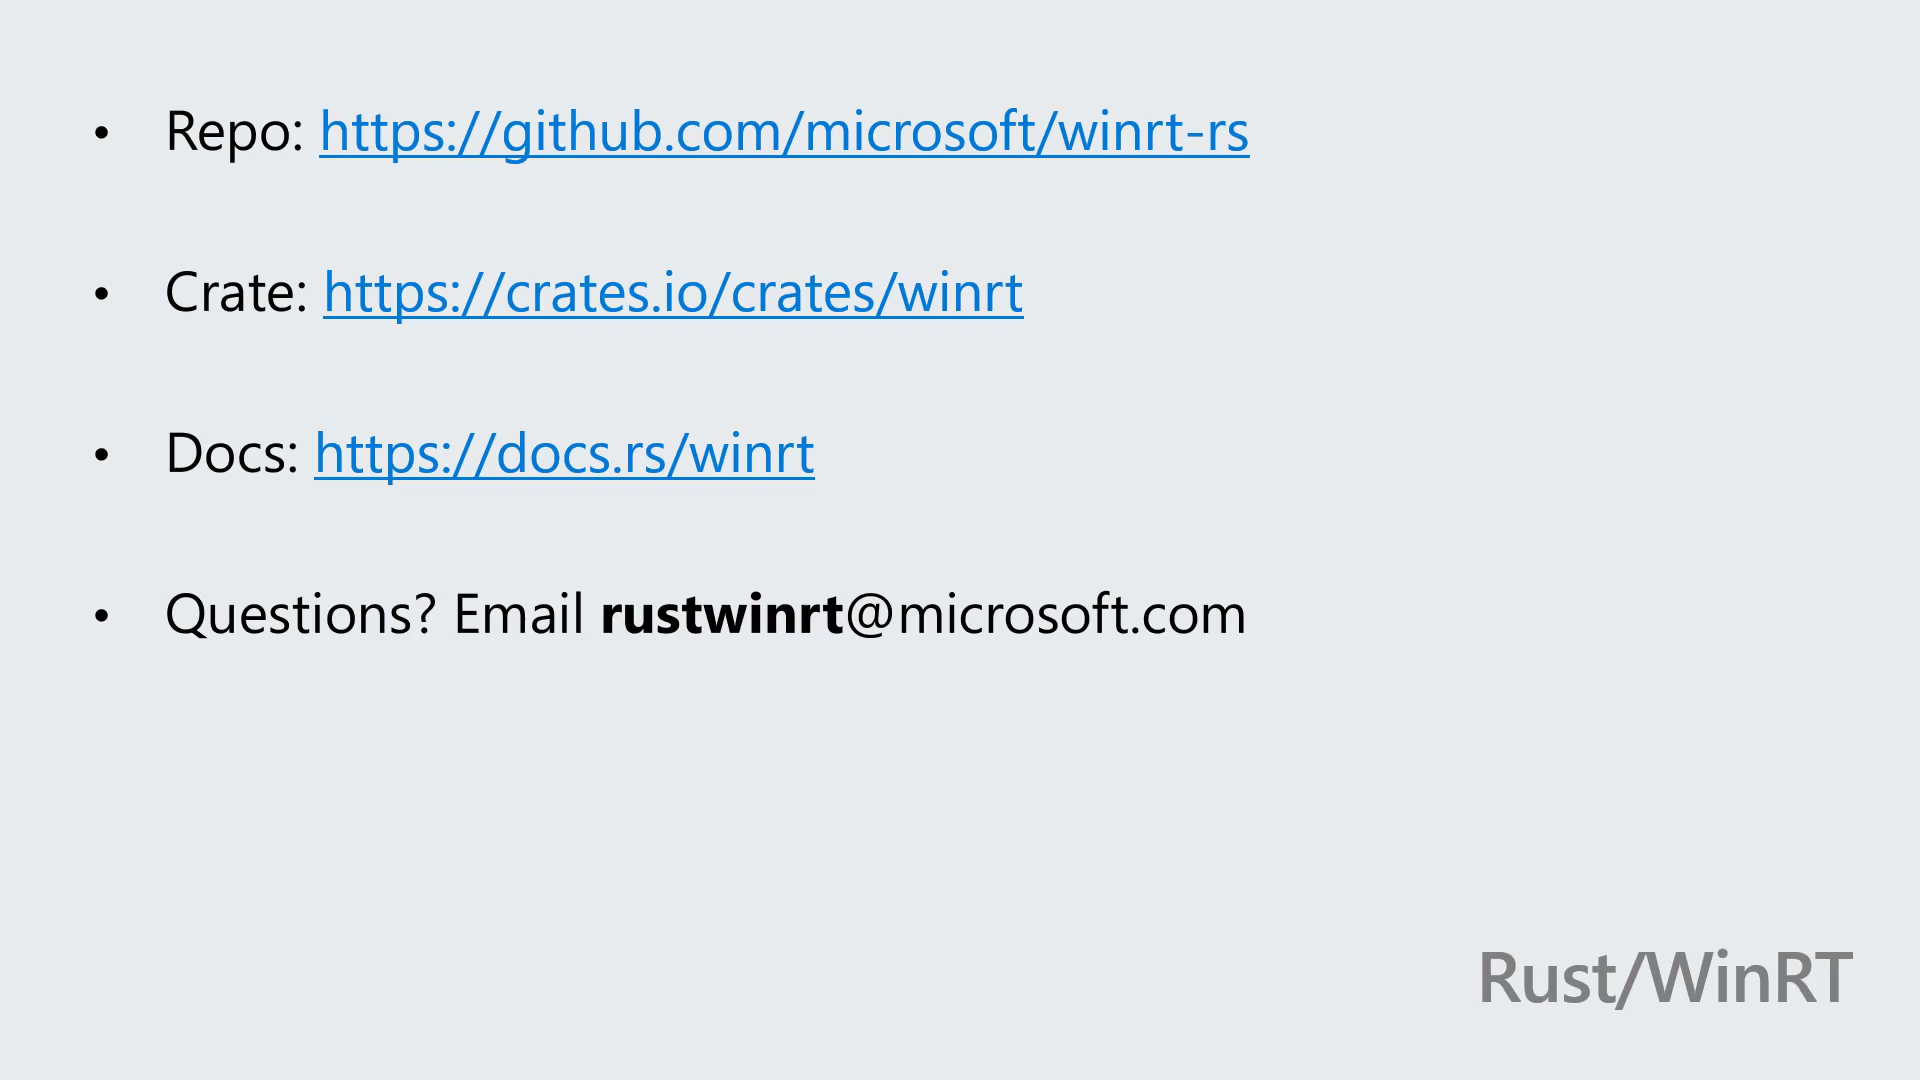 • Repo: https://github.com/microsoft/winrt-rs
• Crate: https://crates.io/crates/winrt
• Docs: https://docs.rs/winrt
• Questions? Email rustwinrt@microsoft.com
Rust/WinRT